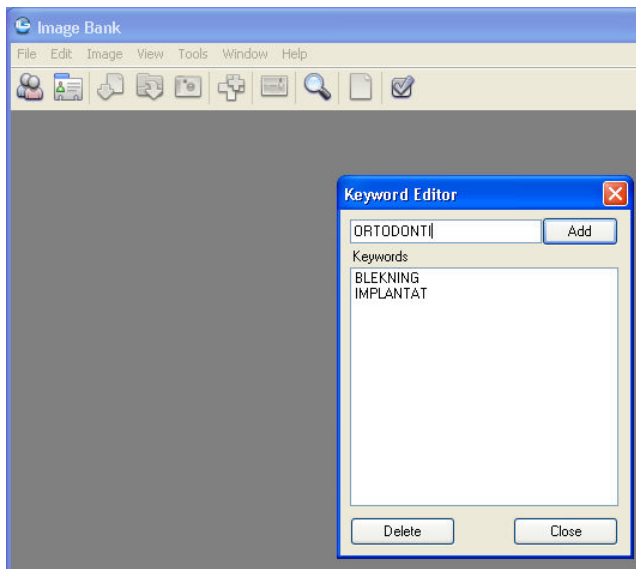 Image Bank
File Edit Image View Tools Window Help
Keyword Editor
ORTODONTI
Add
Keywords
BLEKNING
IMPLANTAT
Delete Close